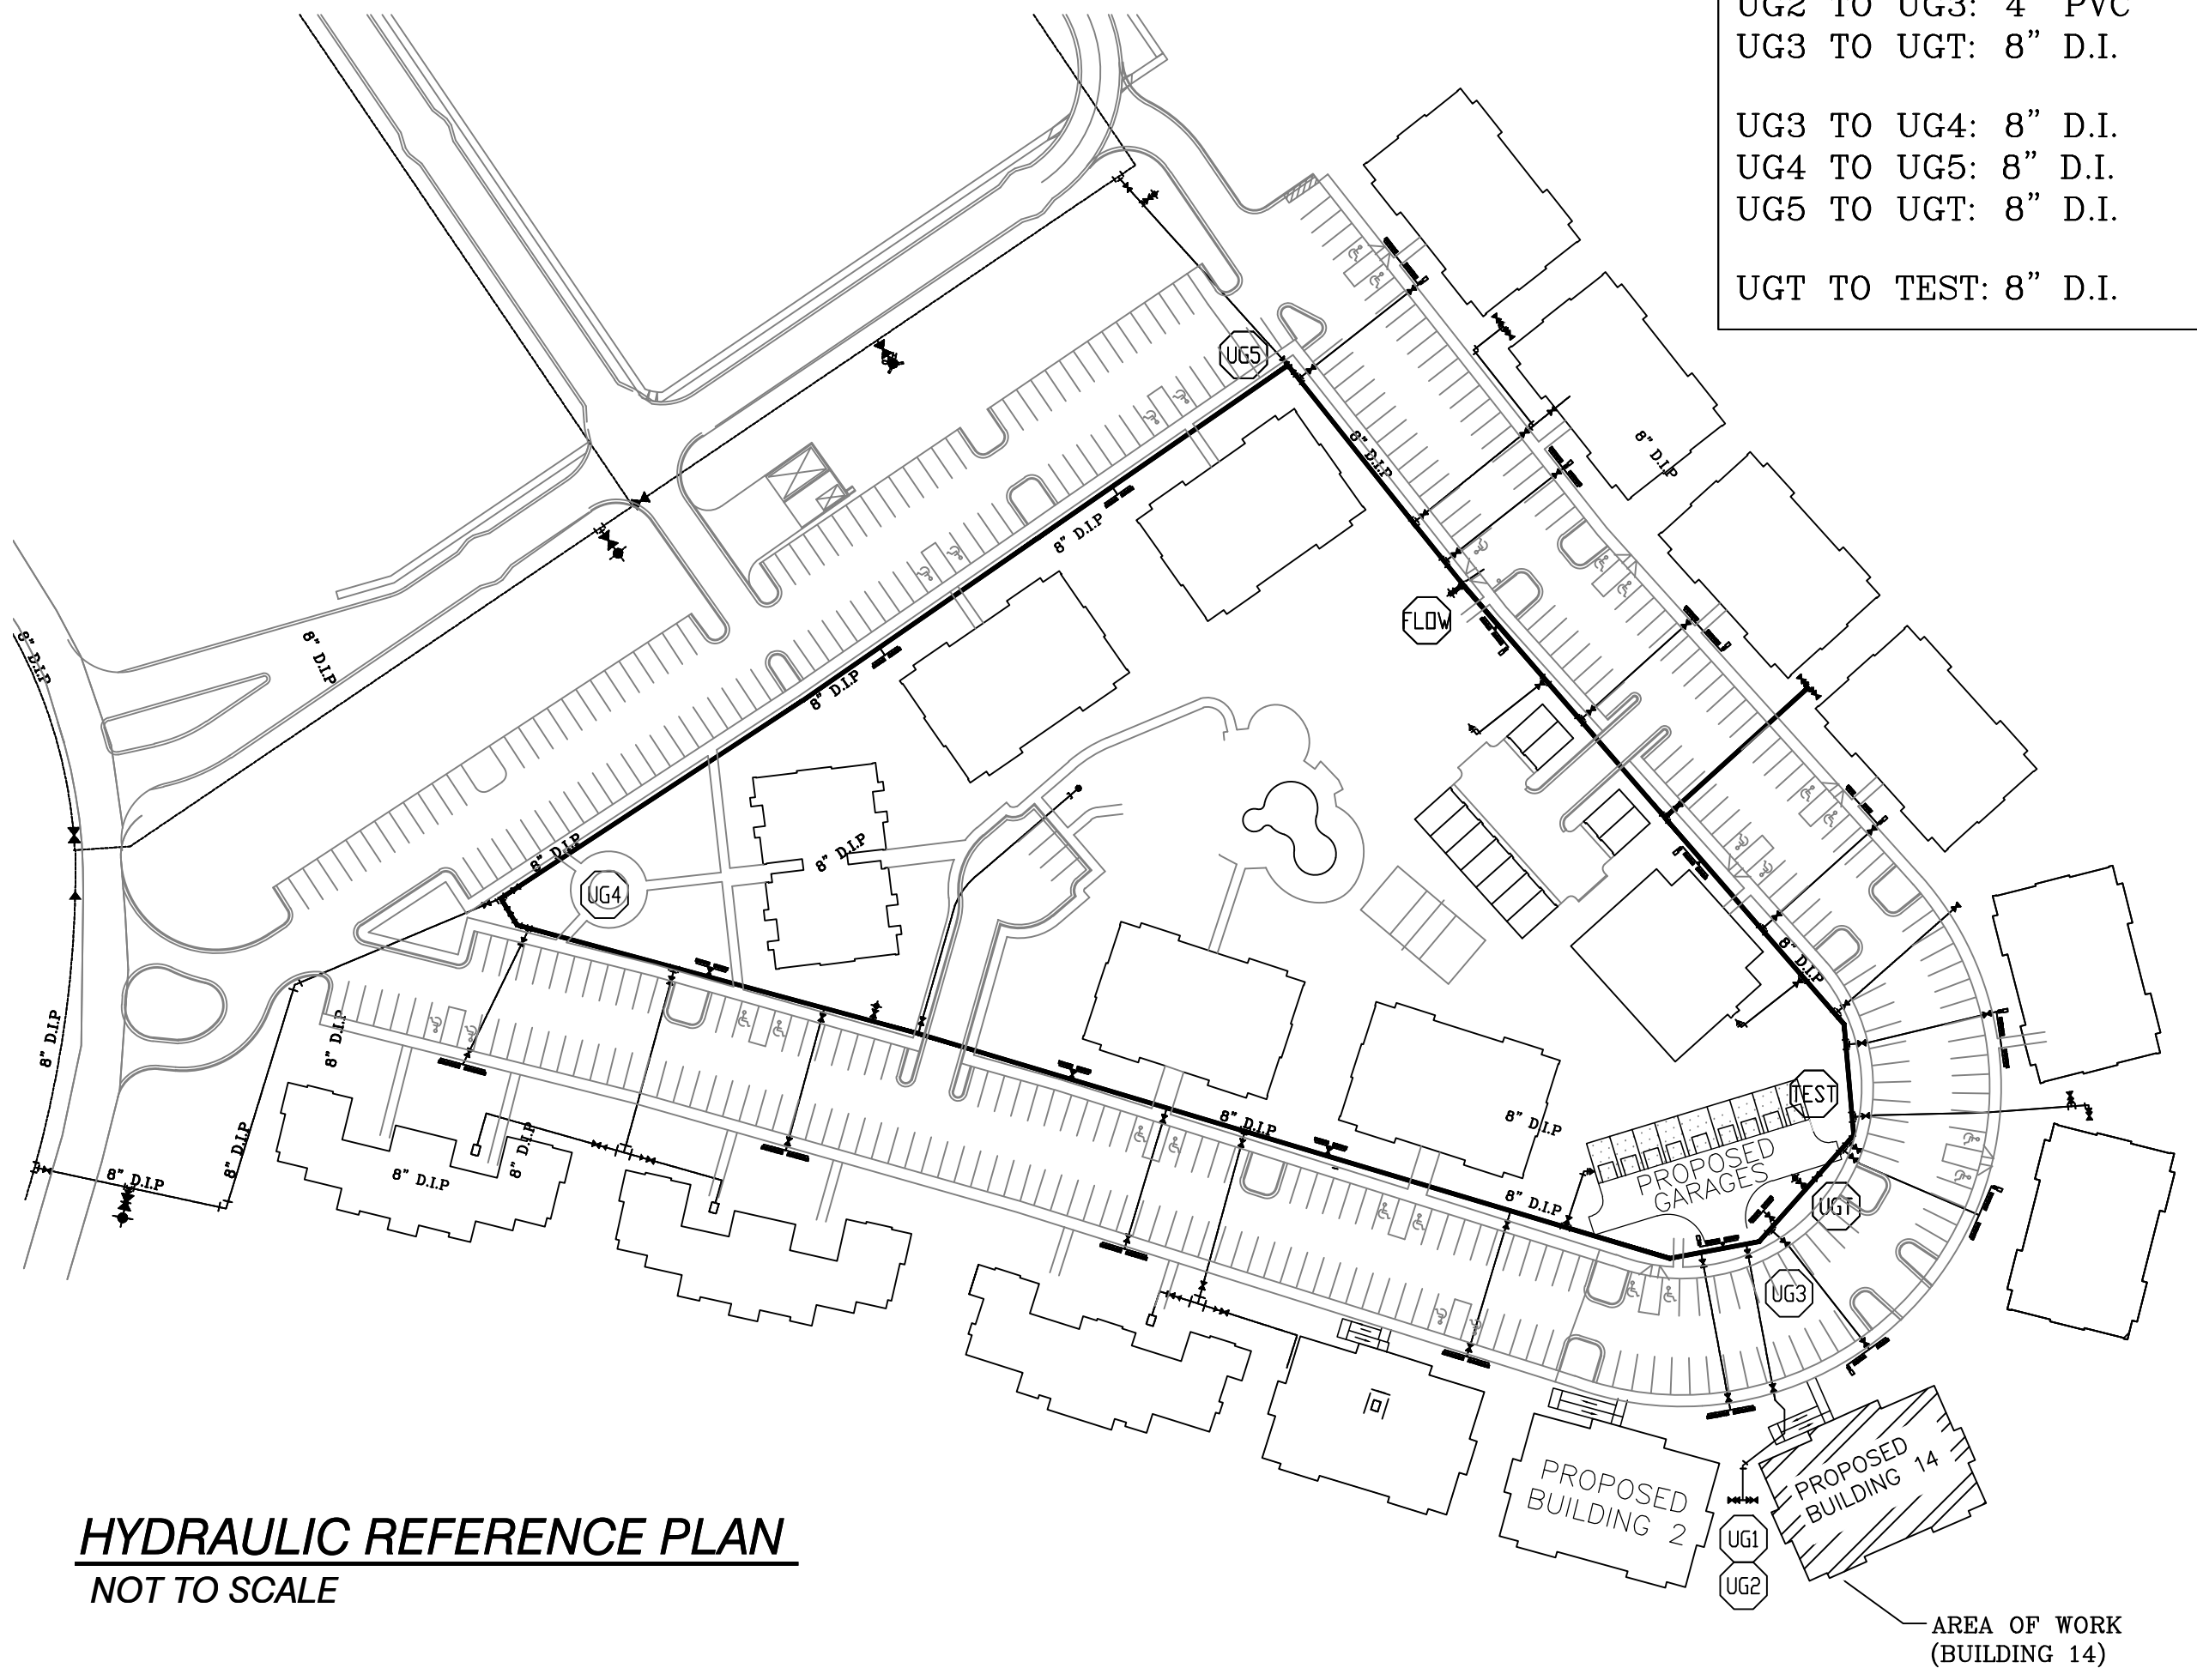 UG2 TO UG3: 4" PVC
UG3 TO UGT: 8" D.I.
UG3 TO UG4: 8" D.I.
UG4 TO UG5: 8" D.I.
UG5 TO UGT: 8" D.I.
UGT TO TEST: 8" D.I.
UG5
8" D.I.P
8" D.I.P
8" D.I.P
FLOW
8" D.I.P
8" D.I.P
8" D.I.P
8" D.I.P
8" D.I.P
UG4
8" D.I.P
8" D.I.P
8" D.I.P
8" D.I.P
TEST
8" D.I.P
8" D.I.P
8" D.I.P
8" D.I.P
8" D.I.P
8" D.I.P
8" D.I.P
PROPOSED
GARAGES
UGT
UG3
PROPOSED
BUILDING 2
PROPOSED
BUILDING 14
UG1
UG2
HYDRAULIC REFERENCE PLAN
NOT TO SCALE
AREA OF WORK
(BUILDING 14)